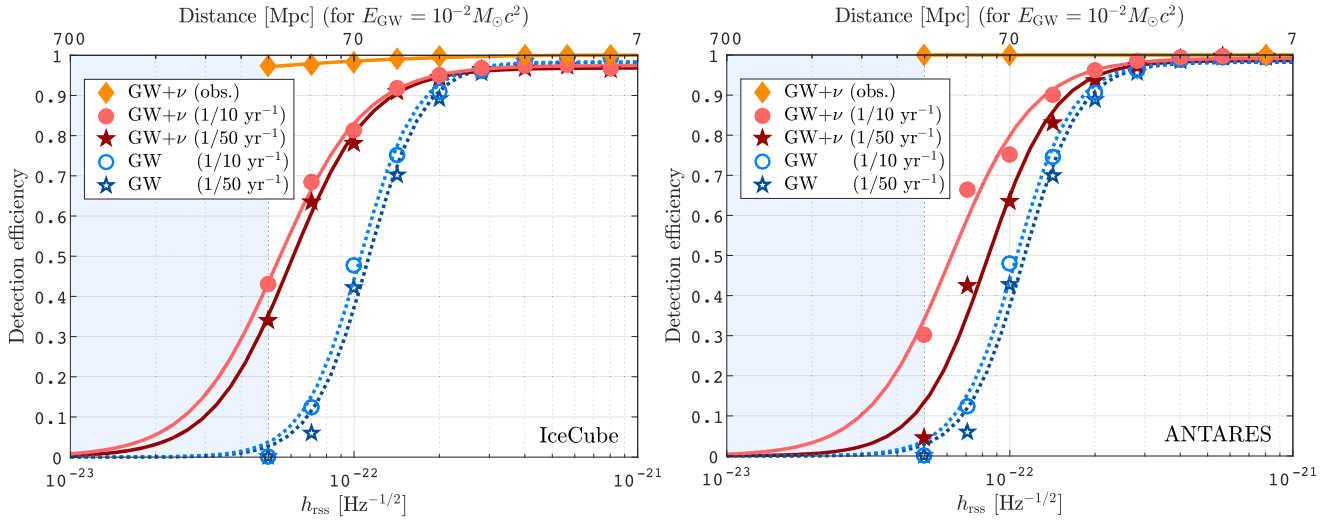 Distance [Mpc] (for E_GW = 10⁻² M☉c²)
700 70 7
Detection efficiency
1
0.9
0.8
0.7
0.6
0.5
0.4
0.3
0.2
0.1
0
GW+ν (obs.)
GW+ν (1/10 yr⁻¹)
GW+ν (1/50 yr⁻¹)
GW (1/10 yr⁻¹)
GW (1/50 yr⁻¹)
IceCube
10⁻²³ 10⁻²² 10⁻²¹
h_rss [Hz⁻¹/²]
Distance [Mpc] (for E_GW = 10⁻² M☉c²)
700 70 7
Detection efficiency
1
0.9
0.8
0.7
0.6
0.5
0.4
0.3
0.2
0.1
0
GW+ν (obs.)
GW+ν (1/10 yr⁻¹)
GW+ν (1/50 yr⁻¹)
GW (1/10 yr⁻¹)
GW (1/50 yr⁻¹)
ANTARES
10⁻²³ 10⁻²² 10⁻²¹
h_rss [Hz⁻¹/²]